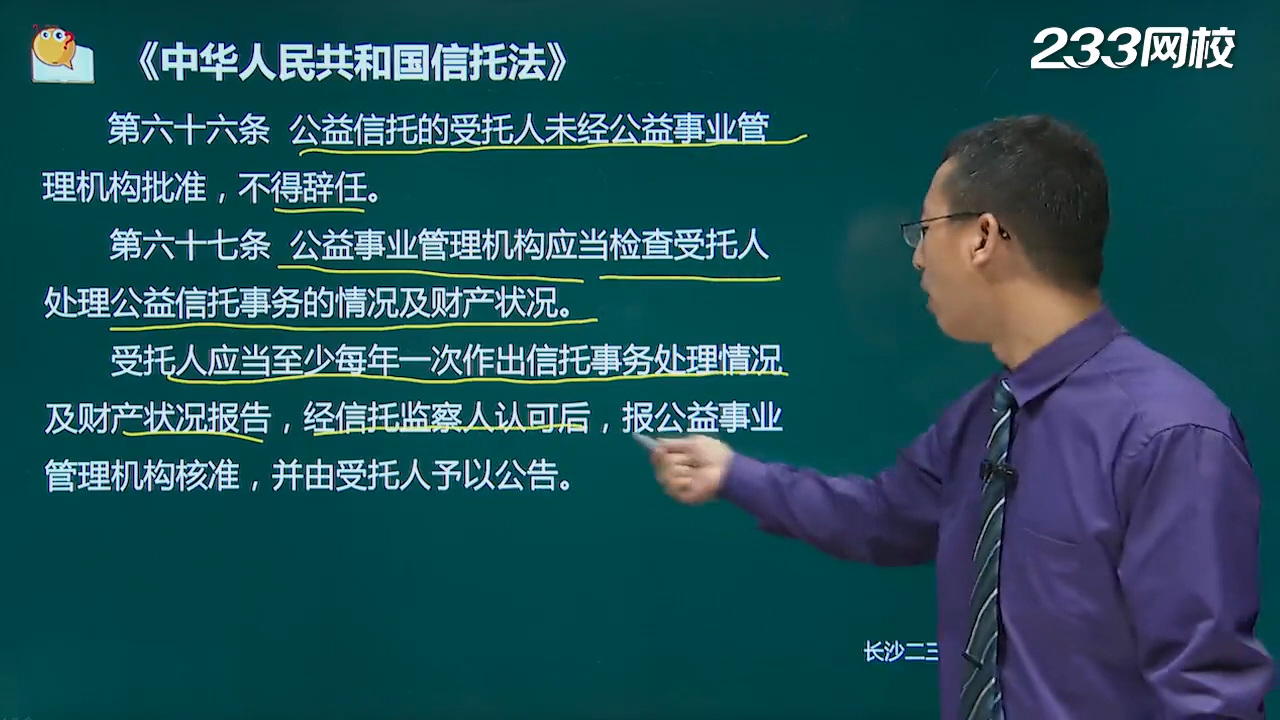 233网校
《中华人民共和国信托法》
第六十六条 公益信托的受托人未经公益事业管
理机构批准，不得辞任。
第六十七条 公益事业管理机构应当检查受托人
处理公益信托事务的情况及财产状况。
受托人应当至少每年一次作出信托事务处理情况
及财产状况报告，经信托监察人认可后，报公益事业
管理机构核准，并由受托人予以公告。
长沙二三